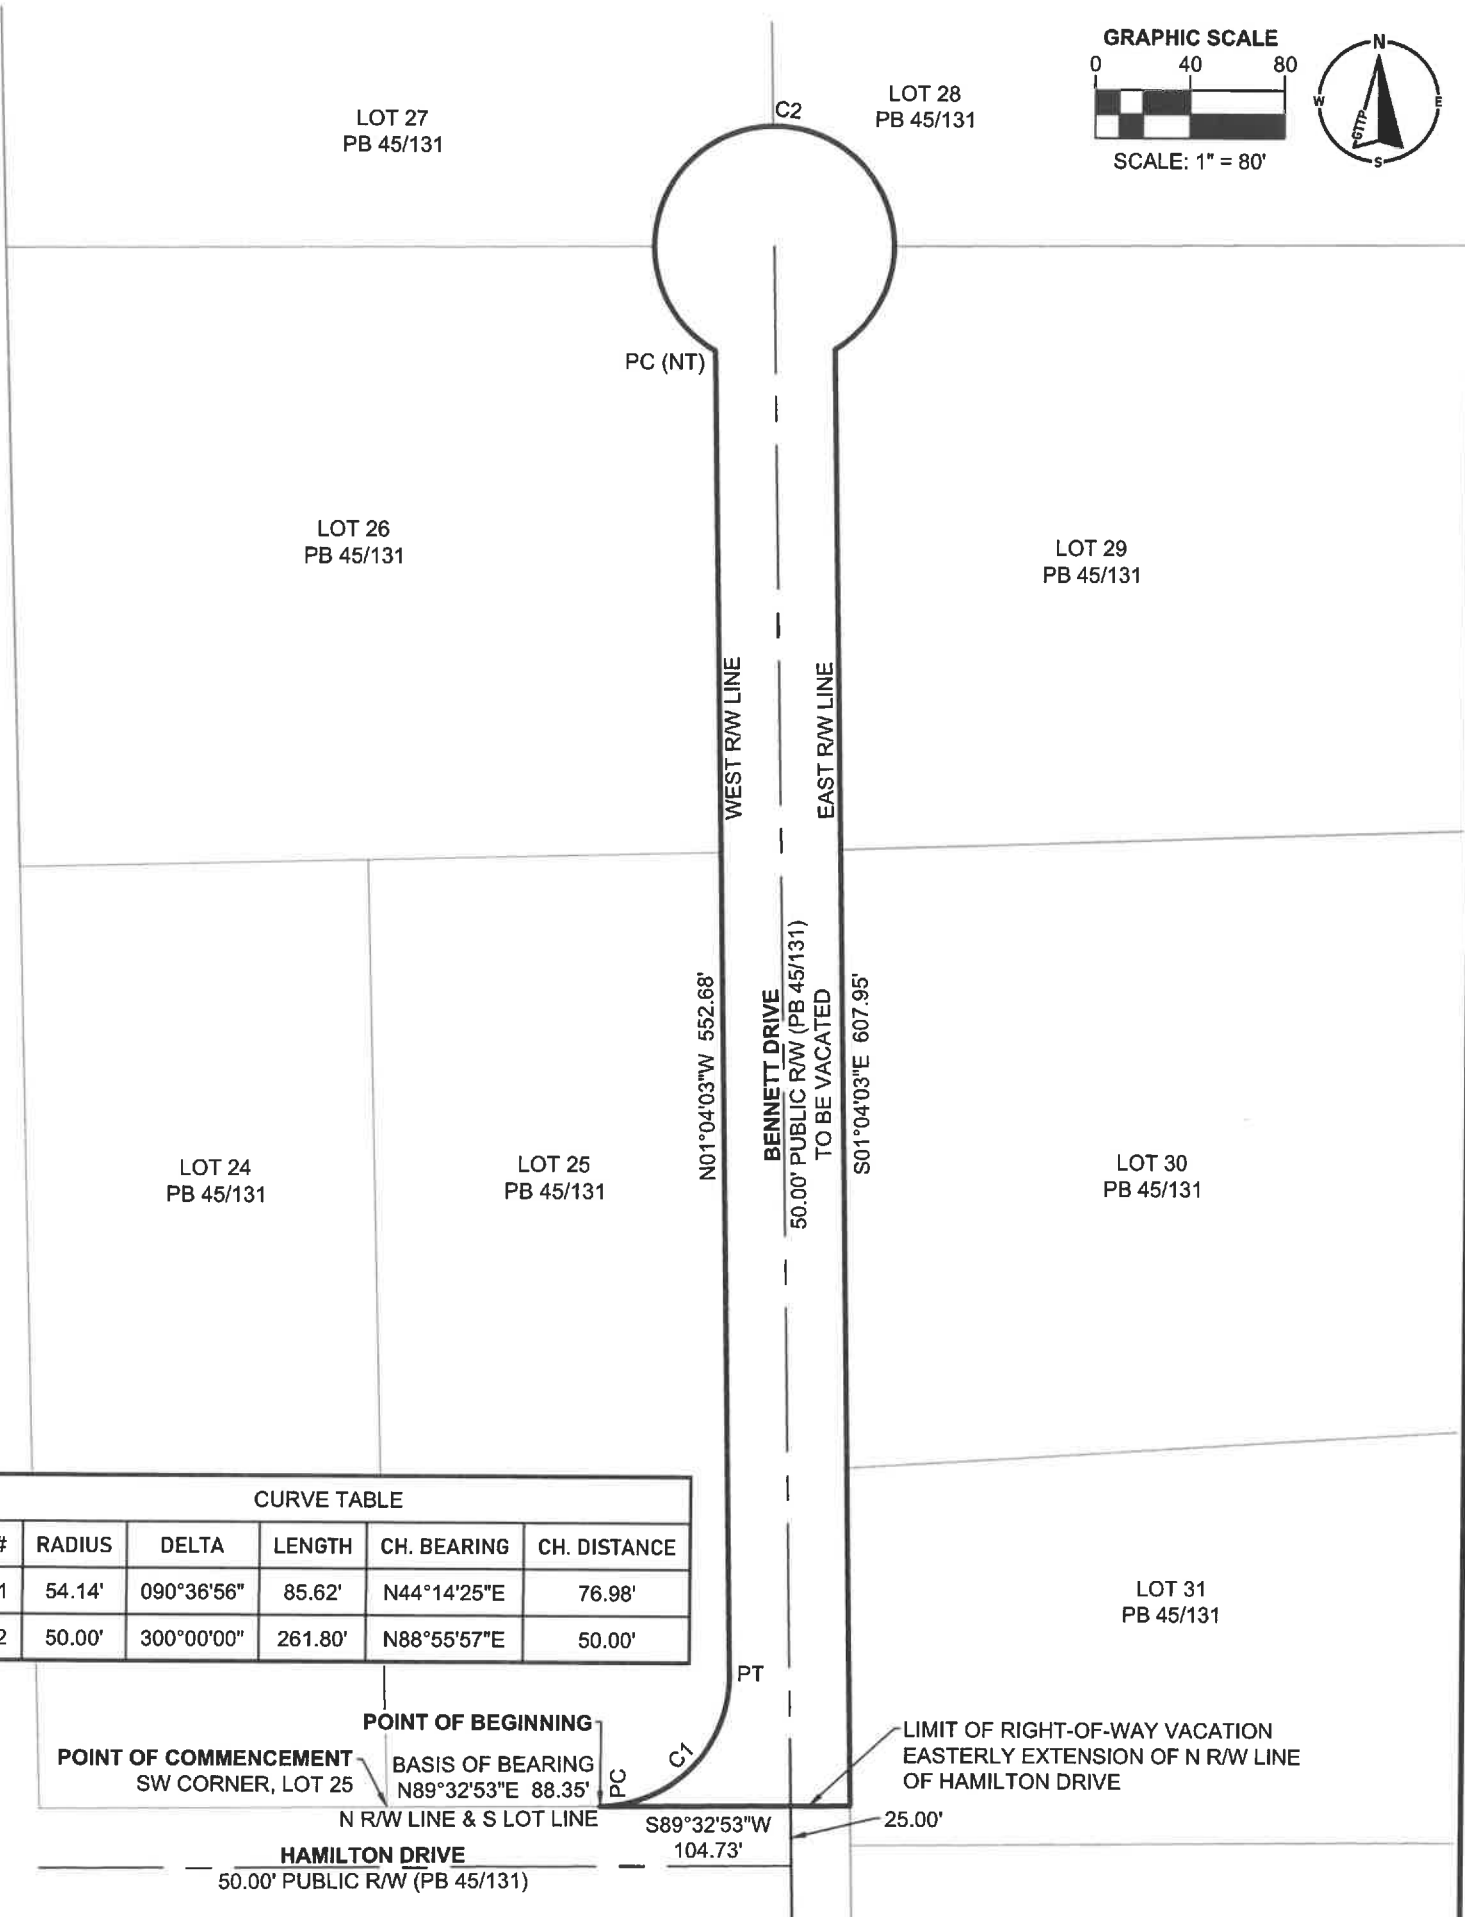 GRAPHIC SCALE
0 40 80
SCALE: 1" = 80'
N
W
E
S
GTTP
LOT 27
PB 45/131
C2
LOT 28
PB 45/131
PC (NT)
LOT 26
PB 45/131
LOT 29
PB 45/131
WEST R/W LINE
EAST R/W LINE
N01°04'03"W 552.68'
BENNETT DRIVE
50.00' PUBLIC R/W (PB 45/131)
TO BE VACATED
S01°04'03"E 607.95'
LOT 24
PB 45/131
LOT 25
PB 45/131
LOT 30
PB 45/131
CURVE TABLE
# RADIUS DELTA LENGTH CH. BEARING CH. DISTANCE
1 54.14' 090°36'56" 85.62' N44°14'25"E 76.98'
2 50.00' 300°00'00" 261.80' N88°55'57"E 50.00'
LOT 31
PB 45/131
PT
POINT OF BEGINNING
POINT OF COMMENCEMENT
SW CORNER, LOT 25
BASIS OF BEARING
N89°32'53"E 88.35'
PC
C1
LIMIT OF RIGHT-OF-WAY VACATION
EASTERLY EXTENSION OF N R/W LINE
OF HAMILTON DRIVE
N R/W LINE & S LOT LINE
S89°32'53"W
104.73'
25.00'
HAMILTON DRIVE
50.00' PUBLIC R/W (PB 45/131)